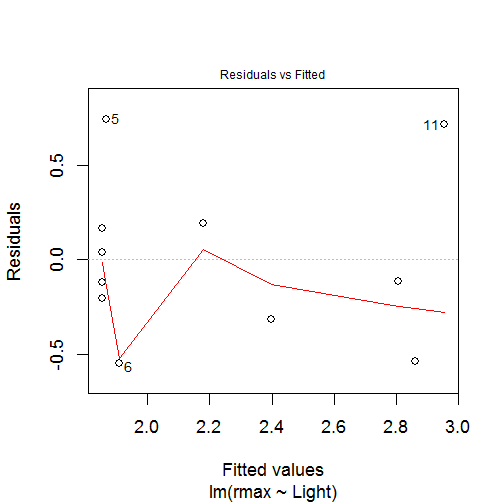 Residuals vs Fitted
5
11
6
Residuals
0.5
0.0
-0.5
2.0 2.2 2.4 2.6 2.8 3.0
Fitted values
lm(rmax ~ Light)